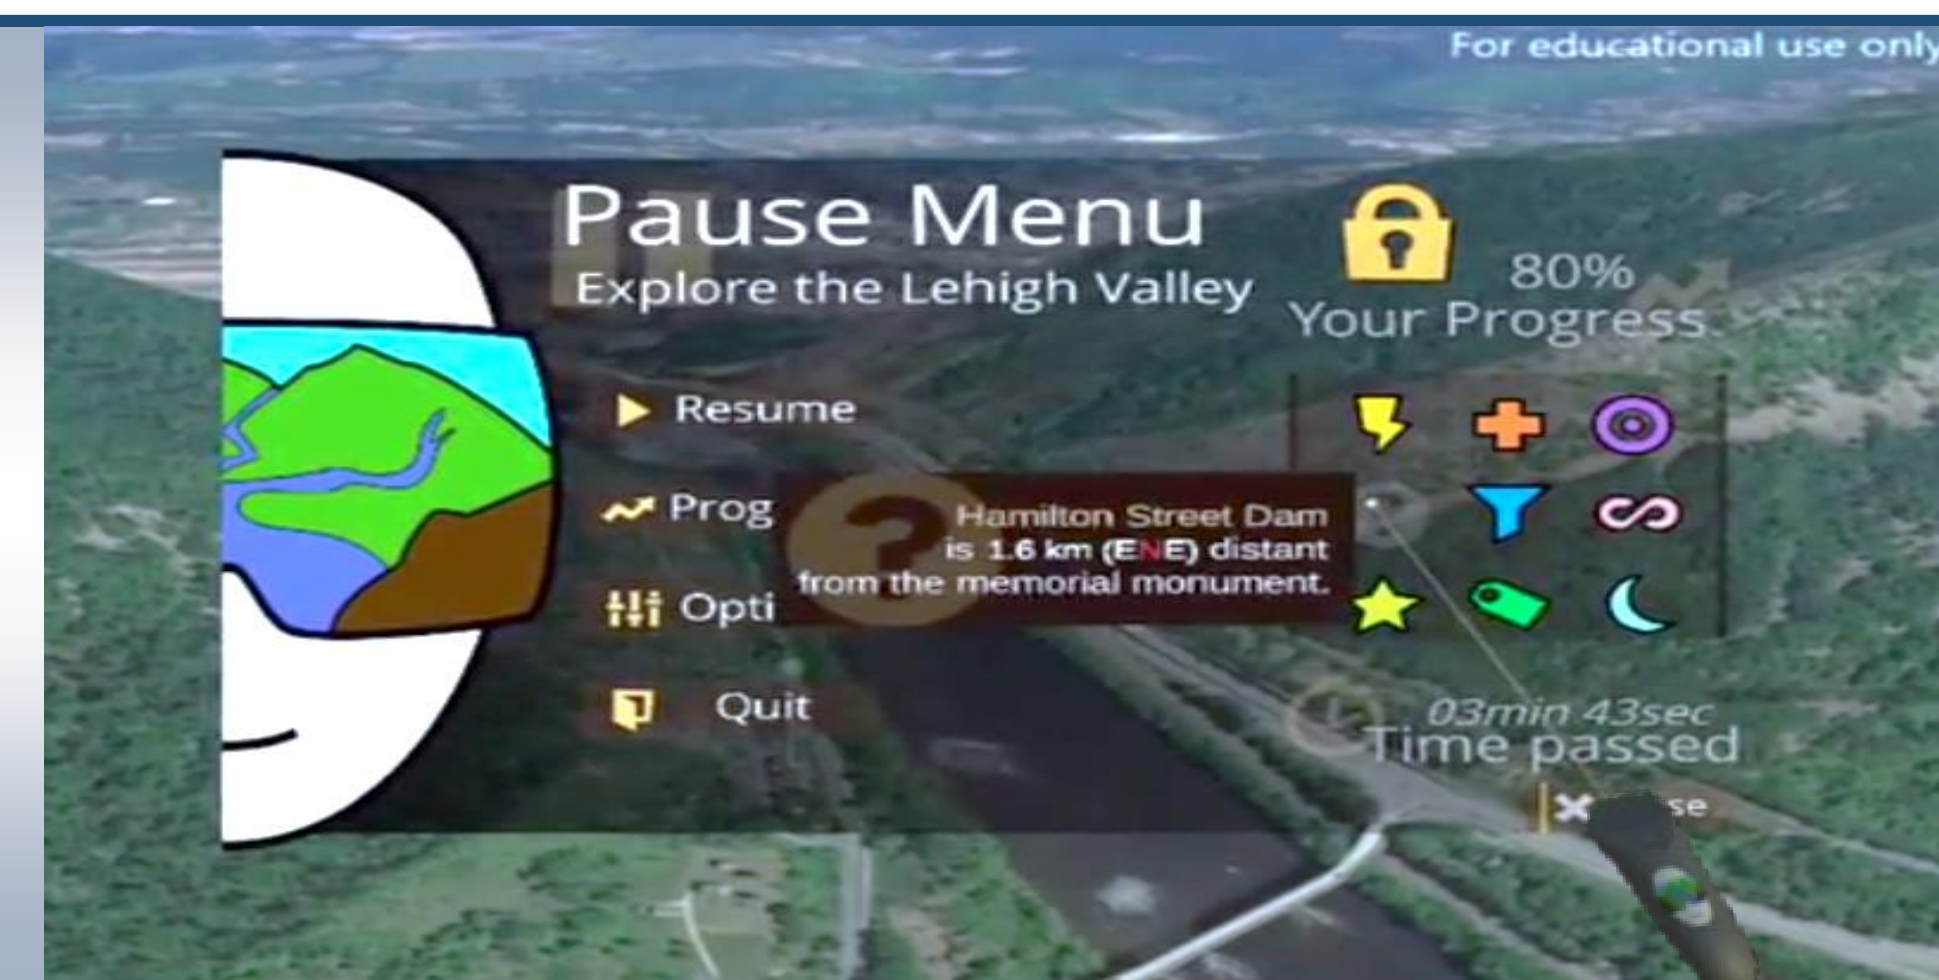 For educational use only
Pause Menu
Explore the Lehigh Valley
80%
Your Progress
Resume
Prog
Opti
Quit
Hamilton Street Dam
is 1.6 km (ENE) distant
from the memorial monument.
03min 43sec
Time passed
se